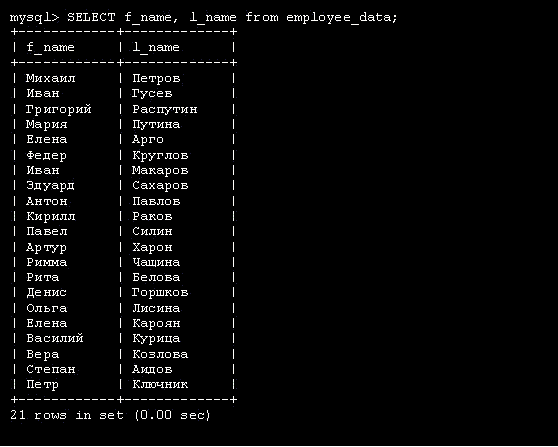 mysql> SELECT f_name, l_name from employee_data;
+------------+------------+
| f_name     | l_name     |
+------------+------------+
| Михаил     | Петров     |
| Иван       | Гусев      |
| Григорий   | Распутин   |
| Мария      | Путина     |
| Елена      | Арго       |
| Федер      | Круглов    |
| Иван       | Макаров    |
| Эдуард     | Сахаров    |
| Антон      | Павлов     |
| Кирилл     | Раков      |
| Павел      | Силин      |
| Артур      | Харон      |
| Римма      | Чащина     |
| Рита       | Белова     |
| Денис      | Горшков    |
| Ольга      | Лисина     |
| Елена      | Кароян     |
| Василий    | Курица     |
| Вера       | Козлова    |
| Степан     | Аидов      |
| Петр       | Ключник    |
+------------+------------+
21 rows in set (0.00 sec)